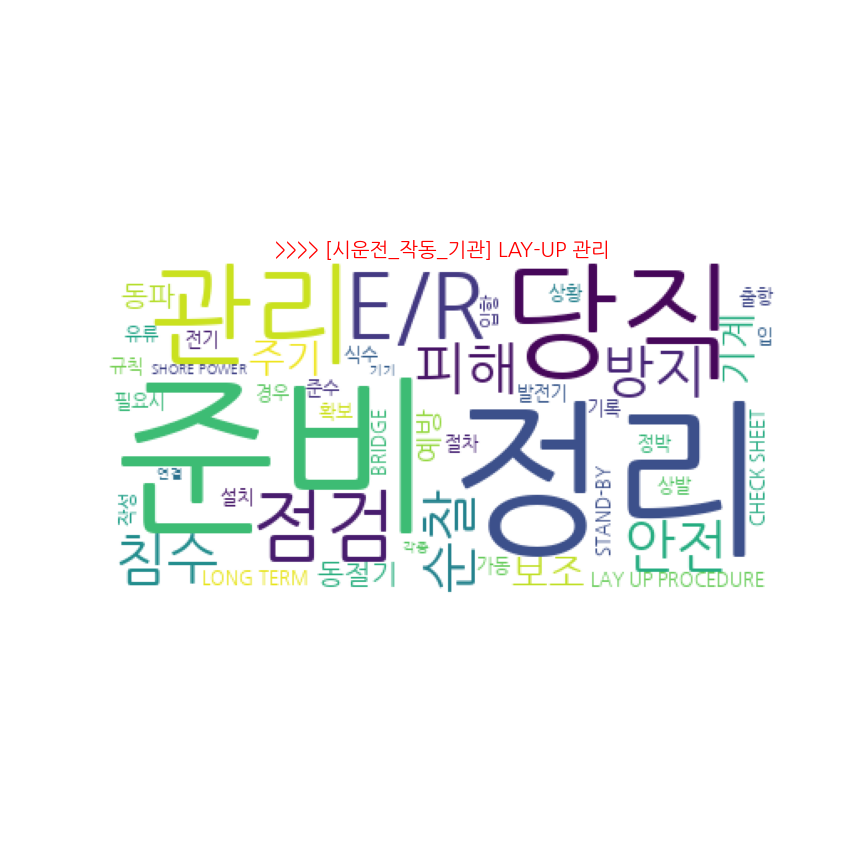 >>>> [시운전_작동_기관] LAY-UP 관리
동파
관리
E/R
입항
당직
상황
출항
유류
전기
주기
식수
기계
입
규칙
SHORE POWER
기기
피해
방지
필요시
경우
준수
발전기
확보
기록
준비
BRIDGE
예방
절차
정리
정박
CHECK SHEET
연결
상발
설치
작성
점검
순찰
STAND-BY
안전
침수
각종
LONG TERM
동절기
가동
보조
LAY UP PROCEDURE